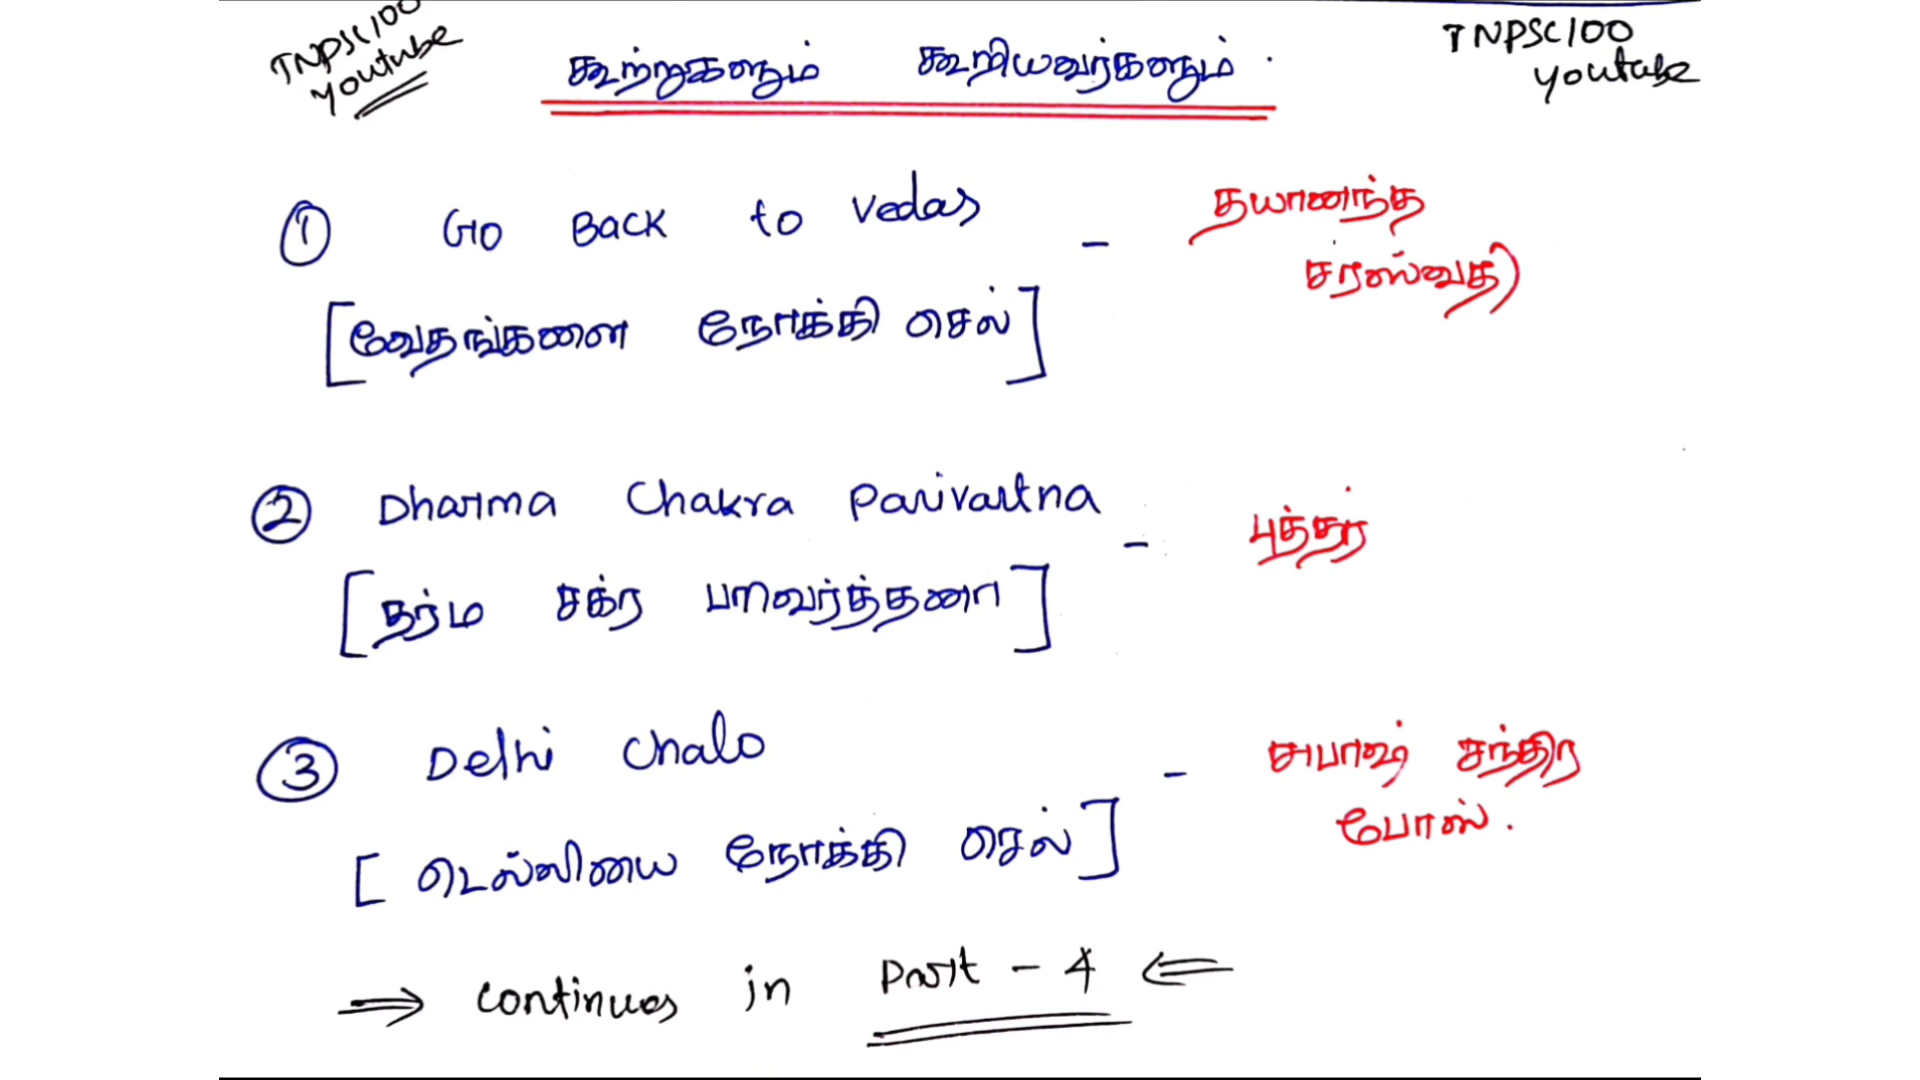 TNPSC100
youtube
கூற்றுகளும் கூறியவர்களும்.
TNPSC100
youtube
① Go Back to Vedas - தயானந்த
சரஸ்வதி
[வேதங்களை நோக்கி செல்]
② Dharma Chakra Parivartna - புத்தர்
[தர்ம சக்ர பரிவர்த்தனா]
③ Delhi Chalo - சுபாஷ் சந்திர
போஸ்.
[டெல்லியை நோக்கி செல்]
⇒ continues in Part - 4 ⇐